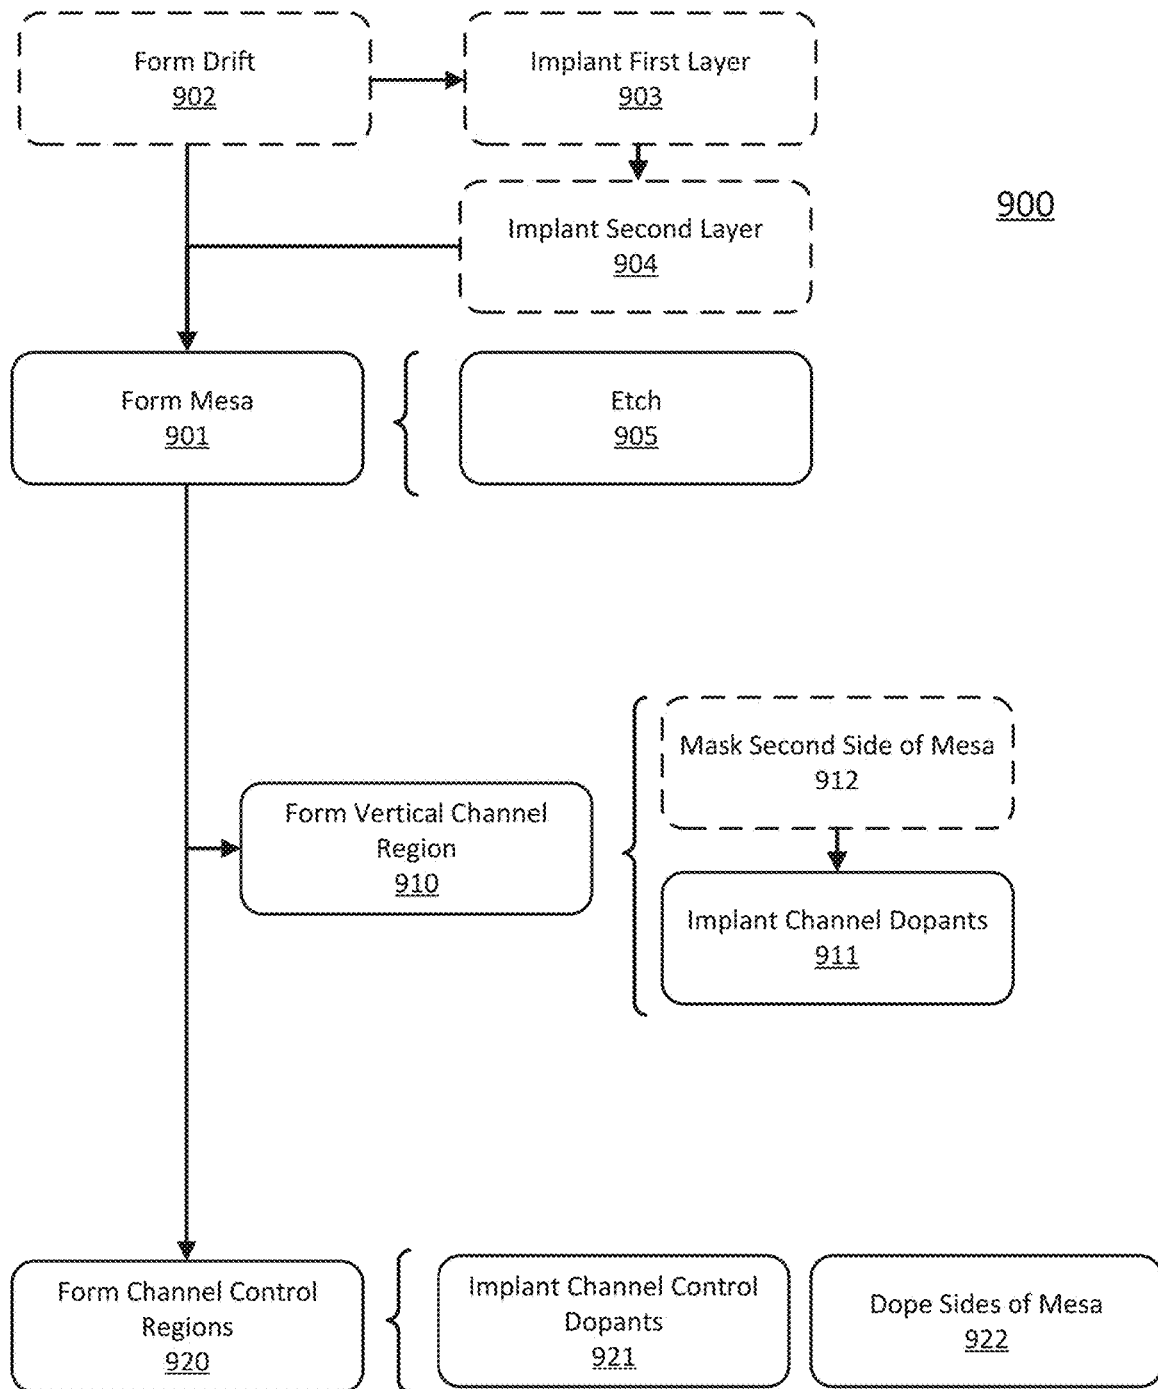 Form Drift
902
Implant First Layer
903
900
Implant Second Layer
904
Form Mesa
901
Etch
905
Mask Second Side of Mesa
912
Form Vertical Channel
Region
910
Implant Channel Dopants
911
Form Channel Control
Regions
920
Implant Channel Control
Dopants
921
Dope Sides of Mesa
922